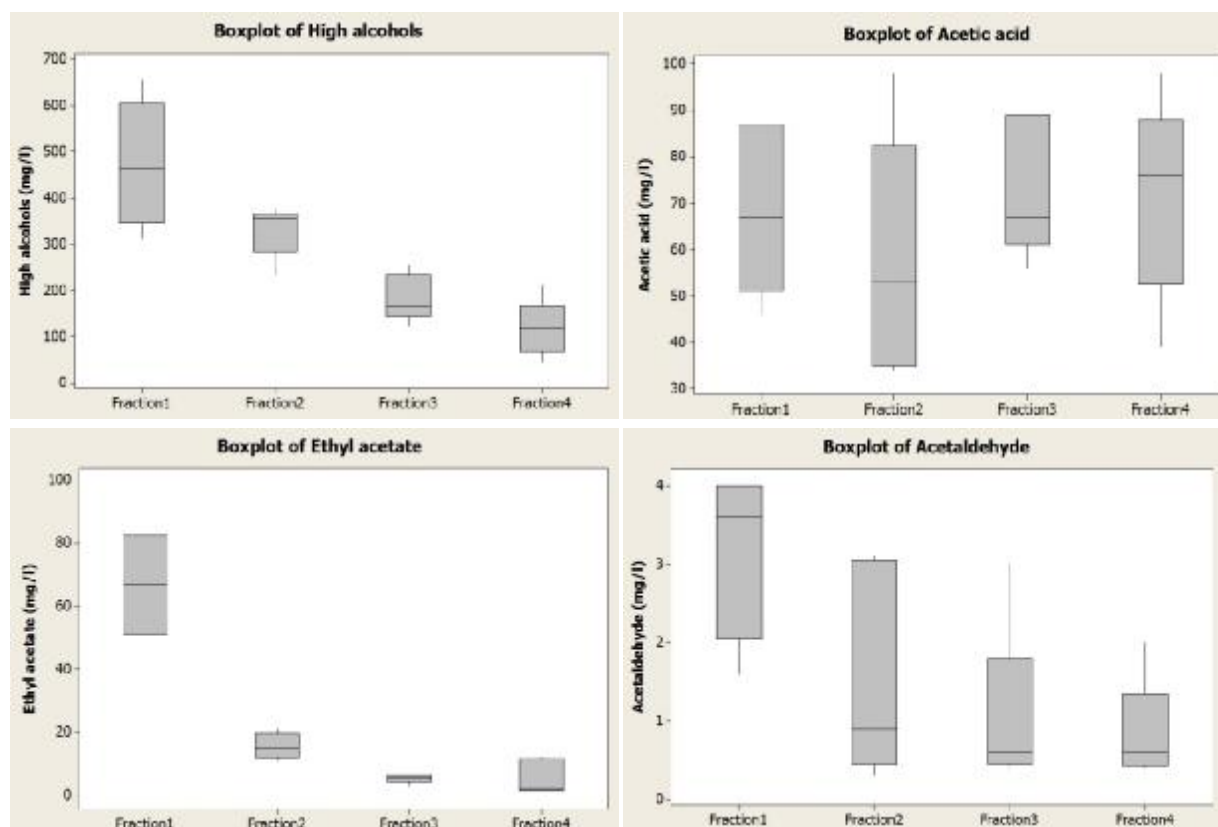 Boxplot of High alcohols
700
600
500
400
300
200
100
0
High alcohols (mg/l)
Fraction1 Fraction2 Fraction3 Fraction4
Boxplot of Acetic acid
100
90
80
70
60
50
40
30
Acetic acid (mg/l)
Fraction1 Fraction2 Fraction3 Fraction4
Boxplot of Ethyl acetate
100
80
60
40
20
0
Ethyl acetate (mg/l)
Fraction1 Fraction2 Fraction3 Fraction4
Boxplot of Acetaldehyde
4
3
2
1
0
Acetaldehyde (mg/l)
Fraction1 Fraction2 Fraction3 Fraction4